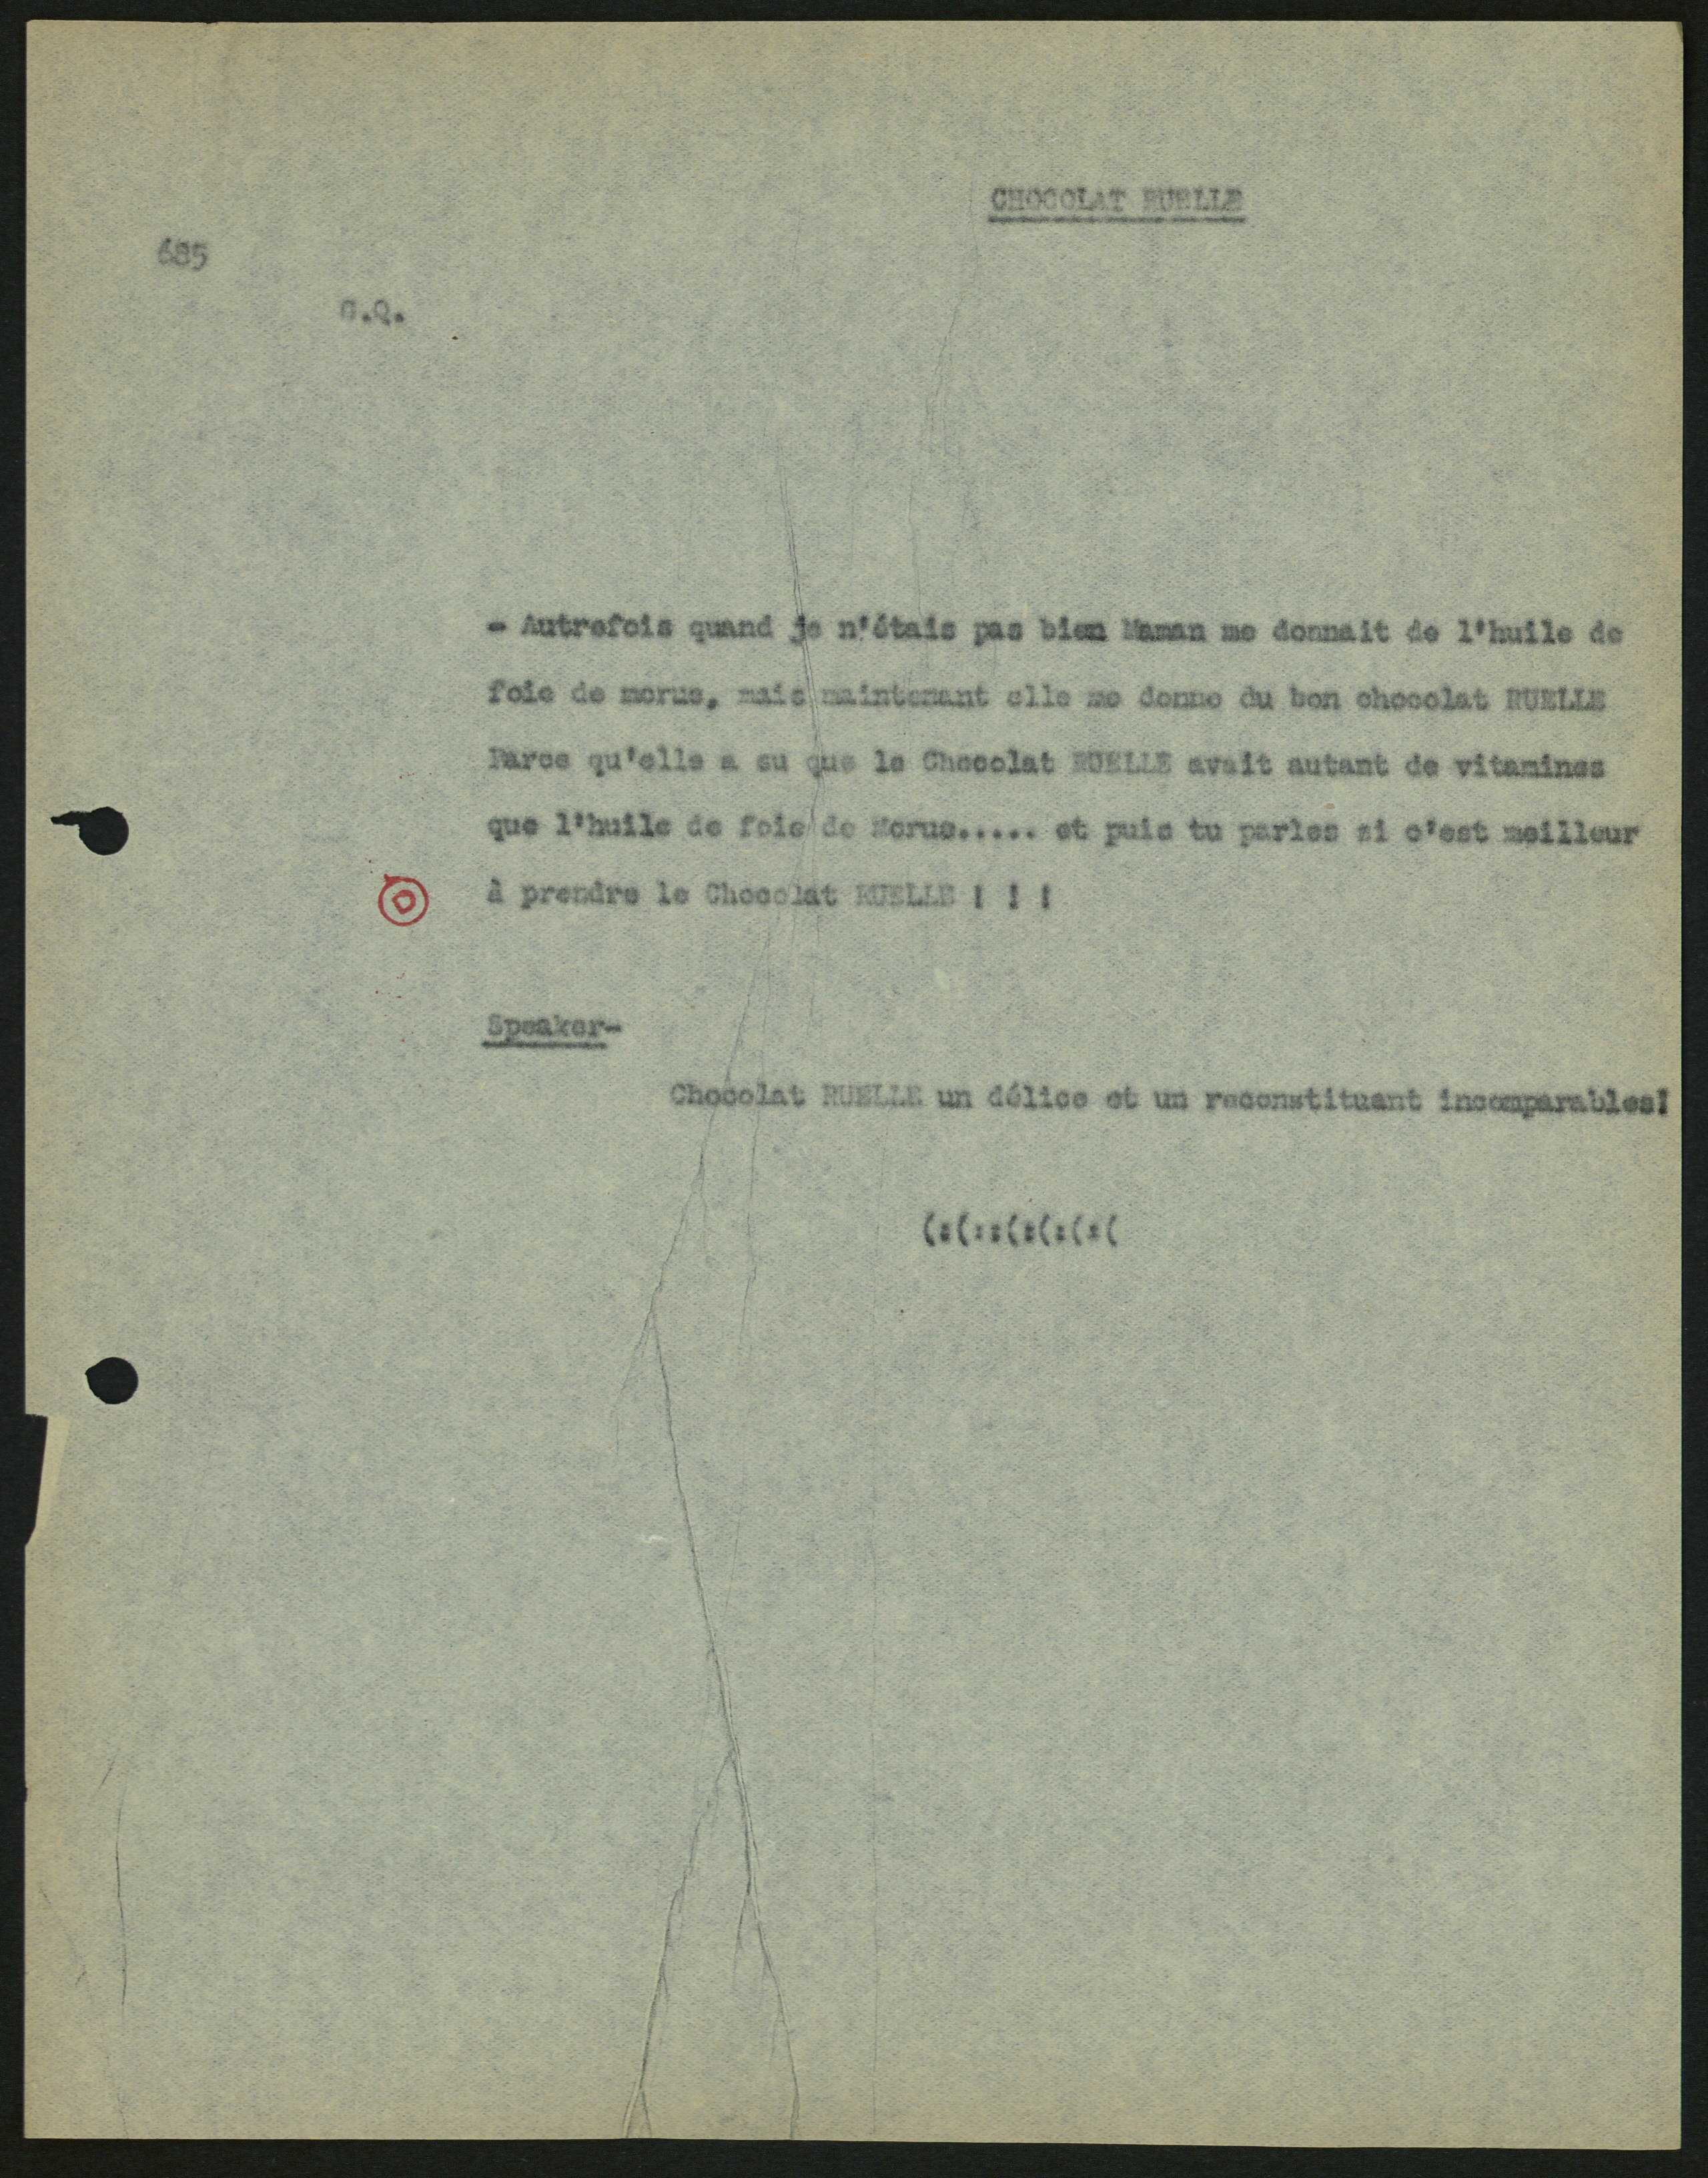 CHOCOLAT RUELLE
685
- Autrefois quand je n'étais pas bien Maman me donnait de l'huile de
foie de morue, mais maintenant elle me donne du bon chocolat RUELLE
Parce qu'elle a su que le Chocolat RUELLE avait autant de vitamines
que l'huile de foie de morue..... et puis tu parles si c'est meilleur
à prendre le Chocolat RUELLE ! ! !
D
Speaker-
Chocolat RUELLE un délice et un reconstituant incomparables!
(:(::(:(:(:(